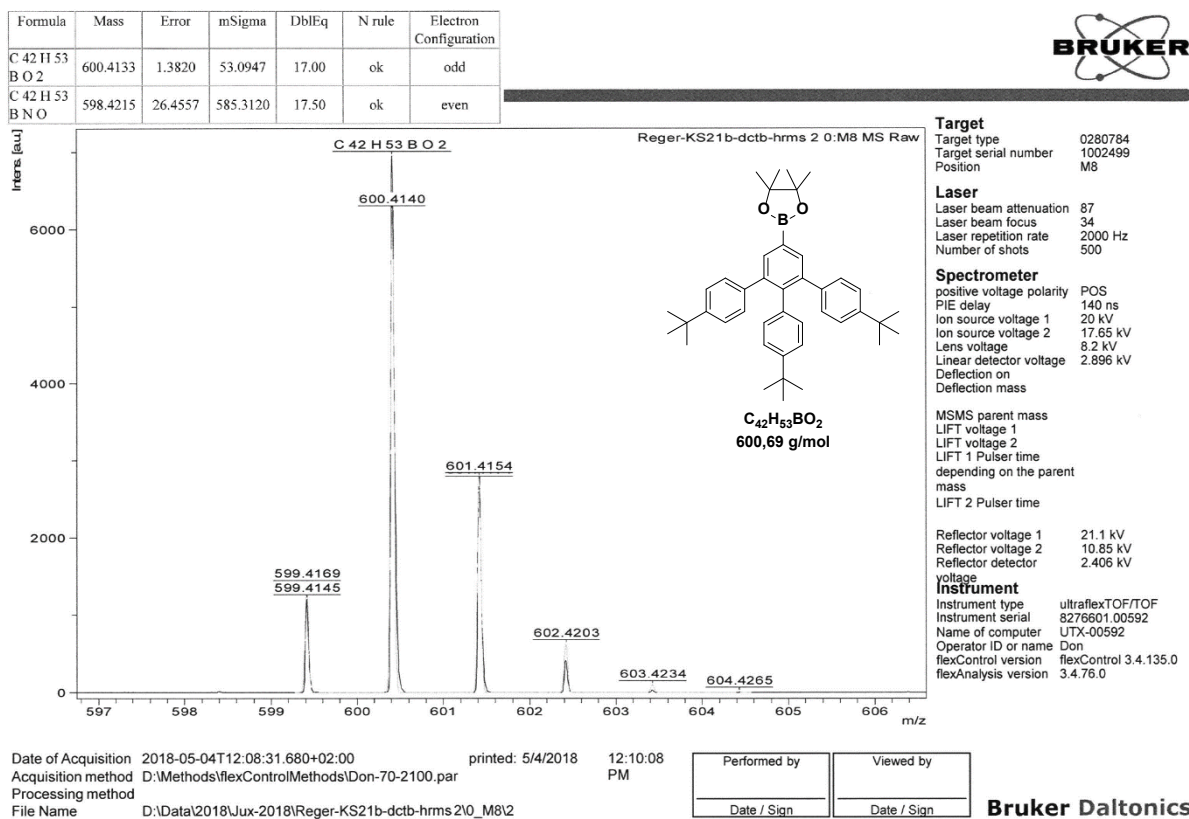 Formula Mass Error mSigma DblEq N rule Electron Configuration
C 42 H 53 B O 2 600.4133 1.3820 53.0947 17.00 ok odd
C 42 H 53 B N O 598.4215 26.4557 585.3120 17.50 ok even
BRUKER
Intens. [a.u.]
C 42 H 53 B O 2
Reger-KS21b-dctb-hrms 2 0:M8 MS Raw
600.4140
601.4154
599.4169
599.4145
602.4203
603.4234
604.4265
6000
4000
2000
0
597 598 599 600 601 602 603 604 605 606
m/z
O O
B
C42H53BO2
600,69 g/mol
Target
Target type 0280784
Target serial number 1002499
Position M8
Laser
Laser beam attenuation 87
Laser beam focus 34
Laser repetition rate 2000 Hz
Number of shots 500
Spectrometer
positive voltage polarity POS
PIE delay 140 ns
Ion source voltage 1 20 kV
Ion source voltage 2 17.65 kV
Lens voltage 8.2 kV
Linear detector voltage 2.896 kV
Deflection on
Deflection mass
MSMS parent mass
LIFT voltage 1
LIFT voltage 2
LIFT 1 Pulser time
depending on the parent
mass
LIFT 2 Pulser time
Reflector voltage 1 21.1 kV
Reflector voltage 2 10.85 kV
Reflector detector 2.406 kV
voltage
Instrument
Instrument type ultraflexTOF/TOF
Instrument serial 8276601.00592
Name of computer UTX-00592
Operator ID or name Don
flexControl version flexControl 3.4.135.0
flexAnalysis version 3.4.76.0
Date of Acquisition 2018-05-04T12:08:31.680+02:00 printed: 5/4/2018 12:10:08
PM
Acquisition method D:\Methods\flexControlMethods\Don-70-2100.par
Processing method
File Name D:\Data\2018\Jux-2018\Reger-KS21b-dctb-hrms 2\0_M8\2
Performed by
Date / Sign
Viewed by
Date / Sign
Bruker Daltonics